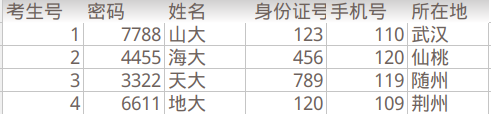 考生号 密码 姓名 身份证号 手机号 所在地
1 7788 山大 123 110 武汉
2 4455 海大 456 120 仙桃
3 3322 天大 789 119 随州
4 6611 地大 120 109 荆州